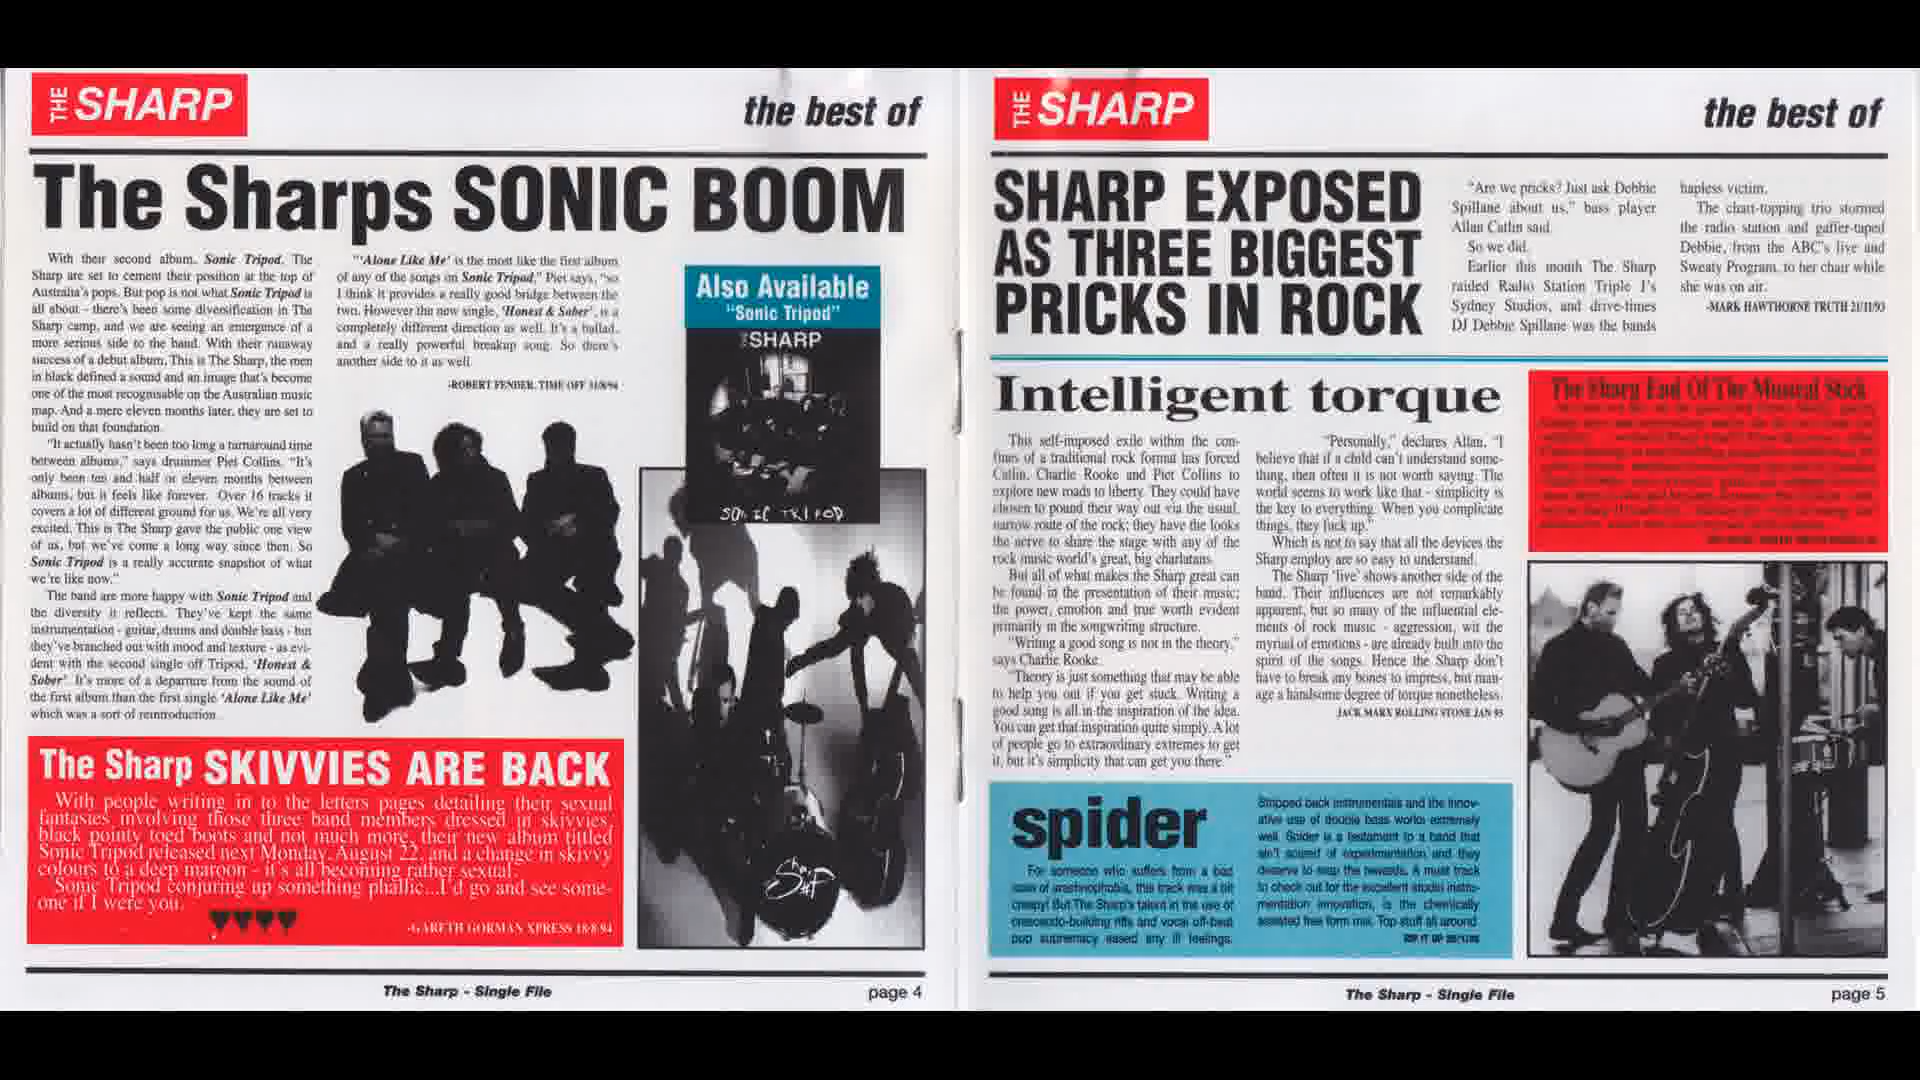 THE SHARP
the best of
The Sharps SONIC BOOM
With their second album, Sonic Tripod, The
Sharp are set to cement their position at the top of
Australia's pops. But pop is not what Sonic Tripod is
all about - there's been some diversification in The
Sharp camp, and we are seeing an emergence of a
more serious side to the band. With their runaway
success of a debut album, This is The Sharp, the men
in black defined a sound and an image that's become
one of the most recognisable on the Australian music
map. And a mere eleven months later, they are set to
build on that foundation.
"It actually hasn't been too long a turnaround time
between albums," says drummer Piet Collins. "It's
only been ten and half or eleven months between
albums, but it feels like forever. Over 16 tracks it
covers a lot of different ground for us. We're all very
excited. This is The Sharp gave the public one view
of us, but we've come a long way since then. So
Sonic Tripod is a really accurate snapshot of what
we're like now."
The band are more happy with Sonic Tripod and
the diversity it reflects. They've kept the same
instrumentation - guitar, drums and double bass - but
they've branched out with mood and texture - as evi-
dent with the second single off Tripod, 'Honest &
Sober'. It's more of a departure from the sound of
the first album than the first single 'Alone Like Me'
which was a sort of reintroduction.
"'Alone Like Me' is the most like the first album
of any of the songs on Sonic Tripod," Piet says, "so
I think it provides a really good bridge between the
two. However the new single, 'Honest & Sober', is a
completely different direction as well. It's a ballad,
and a really powerful breakup song. So there's
another side to it as well.
-ROBERT FENDER, TIME OFF 31/8/94
Also Available
"Sonic Tripod"
THE SHARP
SONIC TRIPOD
The Sharp SKIVVIES ARE BACK
With people writing in to the letters pages detailing their sexual
fantasies involving those three band members dressed in skivvies,
black pointy toed boots and not much more, their new album tittled
Sonic Tripod released next Monday, August 22, and a change in skivvy
colours to a deep maroon - it's all becoming rather sexual.
Sonic Tripod conjuring up something phallic...I'd go and see some-
one if I were you.
♥♥♥♥
-GARETH GORMAN XPRESS 18/8/94
The Sharp - Single File
page 4
THE SHARP
the best of
SHARP EXPOSED
AS THREE BIGGEST
PRICKS IN ROCK
"Are we pricks? Just ask Debbie
Spillane about us," bass player
Allan Catlin said.
So we did.
Earlier this month The Sharp
raided Radio Station Triple J's
Sydney Studios, and drive-times
DJ Debbie Spillane was the bands
hapless victim.
The chart-topping trio stormed
the radio station and gaffer-taped
Debbie, from the ABC's live and
Sweaty Program, to her chair while
she was on air.
-MARK HAWTHORNE TRUTH 21/11/93
Intelligent torque
This self-imposed exile within the con-
fines of a traditional rock format has forced
Catlin, Charlie Rooke and Piet Collins to
explore new roads to liberty. They could have
chosen to pound their way out via the usual,
narrow route of the rock; they have the looks
the nerve to share the stage with any of the
rock music world's great, big charlatans.
But all of what makes the Sharp great can
be found in the presentation of their music;
the power, emotion and true worth evident
primarily in the songwriting structure.
"Writing a good song is not in the theory,"
says Charlie Rooke.
"Theory is just something that may be able
to help you out if you get stuck. Writing a
good song is all in the inspiration of the idea.
You can get that inspiration quite simply. A lot
of people go to extraordinary extremes to get
it, but it's simplicity that can get you there."
"Personally," declares Allan, "I
believe that if a child can't understand some-
thing, then often it is not worth saying. The
world seems to work like that - simplicity is
the key to everything. When you complicate
things, they fuck up."
Which is not to say that all the devices the
Sharp employ are so easy to understand.
The Sharp 'live' shows another side of the
band. Their influences are not remarkably
apparent, but so many of the influential ele-
ments of rock music - aggression, wit the
myriad of emotions - are already built into the
spirit of the songs. Hence the Sharp don't
have to break any bones to impress, but man-
age a handsome degree of torque nonetheless.
JACK MARX ROLLING STONE JAN 95
The Sharp End Of The Musical Stick
spider
For someone who suffers from a bad
case of arachnophobia, this track was a bit
creepy! But The Sharp's talent in the use of
crescendo-building riffs and vocal off-beat
pop supremacy eased any ill feelings.
Stripped back instrumentals and the innov-
ative use of double bass works extremely
well. Spider is a testament to a band that
ain't scared of experimentation and they
deserve to reap the rewards. A must track
to check out for the excellent studio instru-
mentation innovation, is the chemically
assisted free form mix. Top stuff all around.
RIP IT UP
The Sharp - Single File
page 5